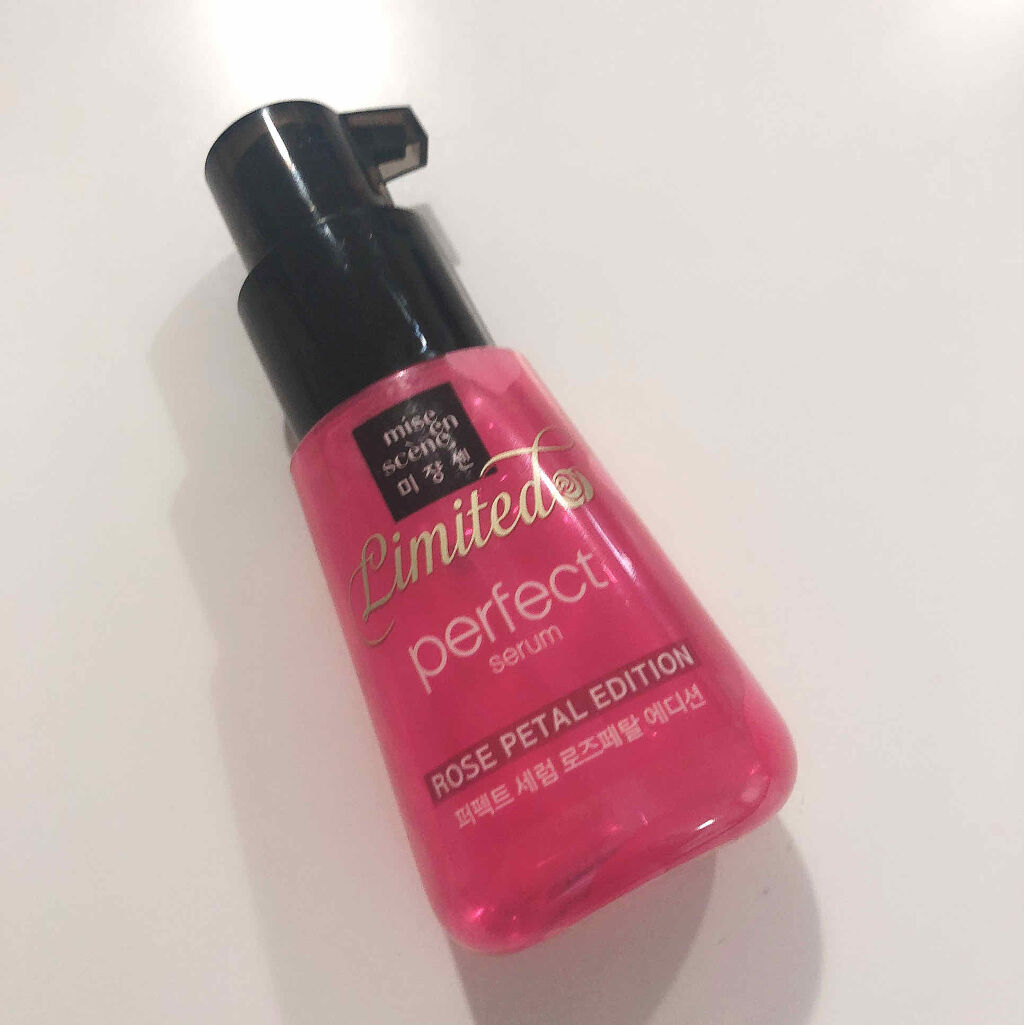 mise
en
scène
미장센
Limited
perfect
serum
ROSE PETAL EDITION
퍼펙트 세럼 로즈페탈 에디션